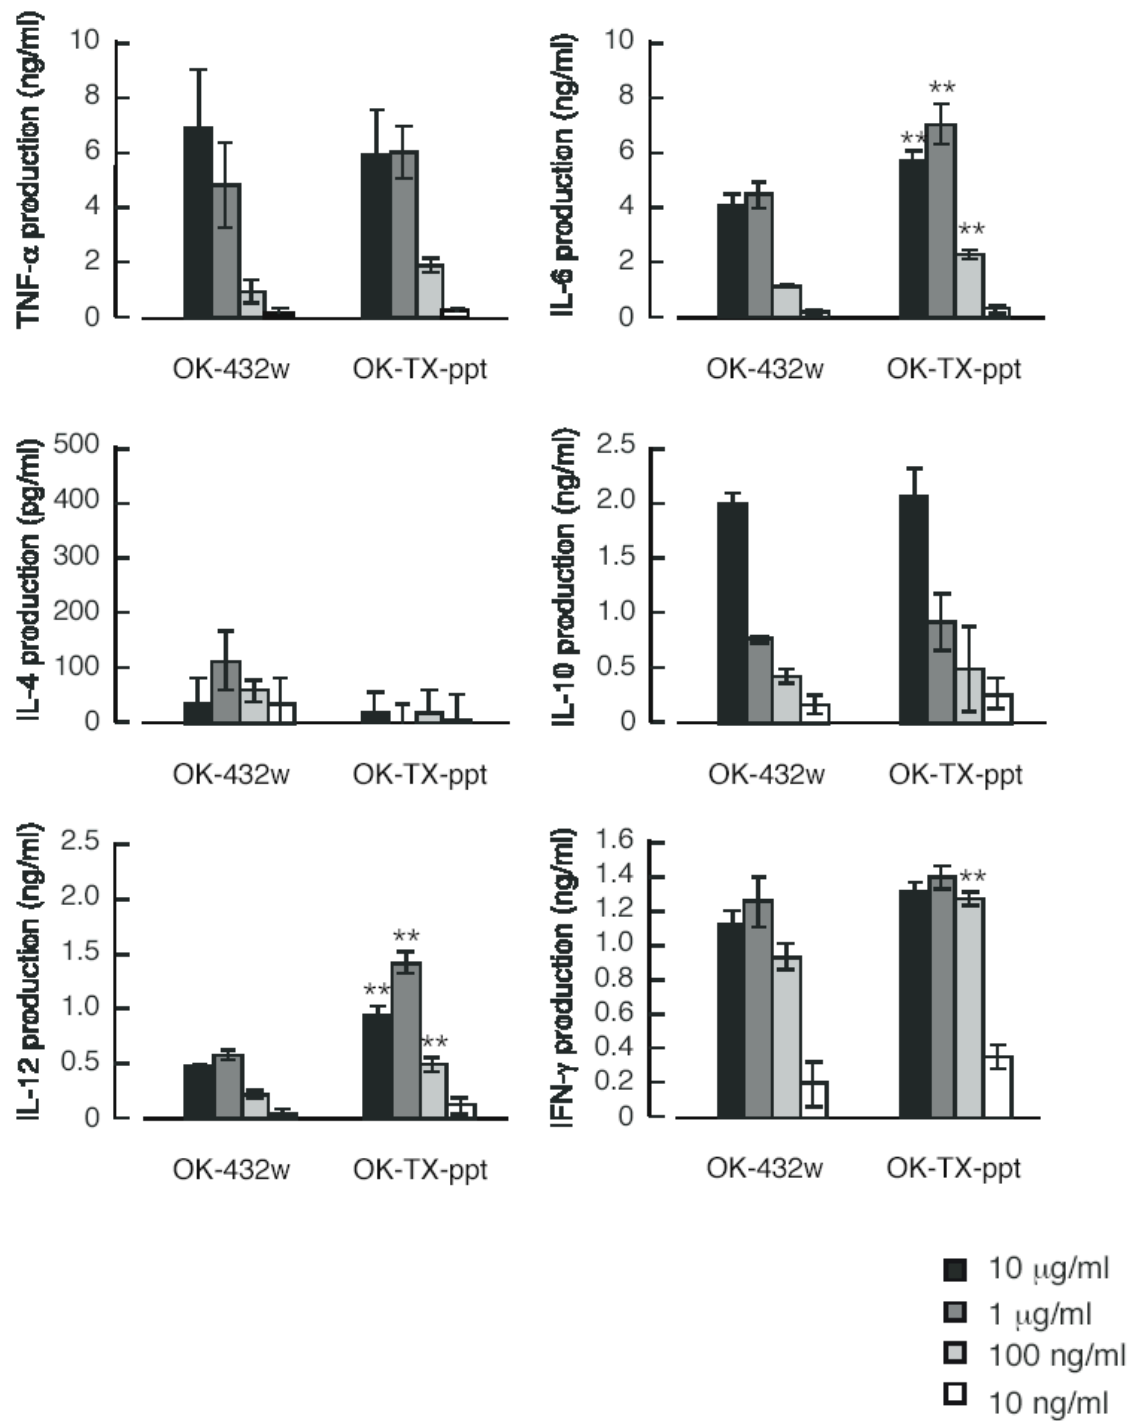 TNF-α production (ng/ml)
10
8
6
4
2
0
OK-432w OK-TX-ppt
IL-6 production (ng/ml)
10
8
6
4
2
0
**
**
**
OK-432w OK-TX-ppt
IL-4 production (pg/ml)
500
400
300
200
100
0
OK-432w OK-TX-ppt
IL-10 production (ng/ml)
2.5
2.0
1.5
1.0
0.5
0
OK-432w OK-TX-ppt
IL-12 production (ng/ml)
2.5
2.0
1.5
1.0
0.5
0
**
**
**
OK-432w OK-TX-ppt
IFN-γ production (ng/ml)
1.6
1.4
1.2
1.0
0.8
0.6
0.4
0.2
0
**
OK-432w OK-TX-ppt
10 μg/ml
1 μg/ml
100 ng/ml
10 ng/ml